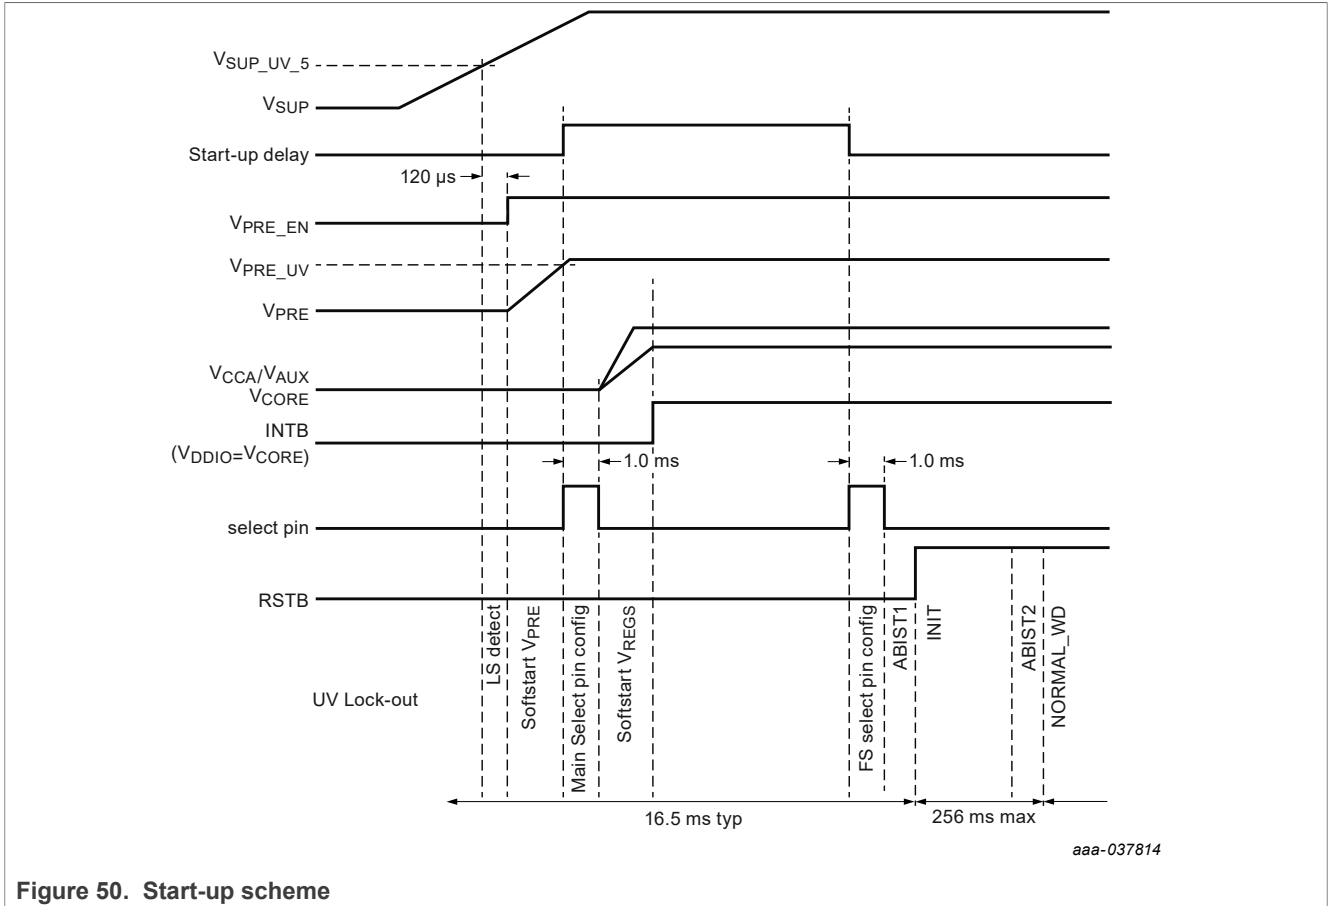 VSUP_UV_5
VSUP
Start-up delay
120 µs
VPRE_EN
VPRE_UV
VPRE
VCCA/VAUX
VCORE
INTB
(VDDIO=VCORE)
1.0 ms
1.0 ms
select pin
RSTB
UV Lock-out
LS detect
Softstart VPRE
Main Select pin config
Softstart VREGS
FS select pin config
ABIST1
INIT
ABIST2
NORMAL_WD
16.5 ms typ
256 ms max
aaa-037814
Figure 50. Start-up scheme